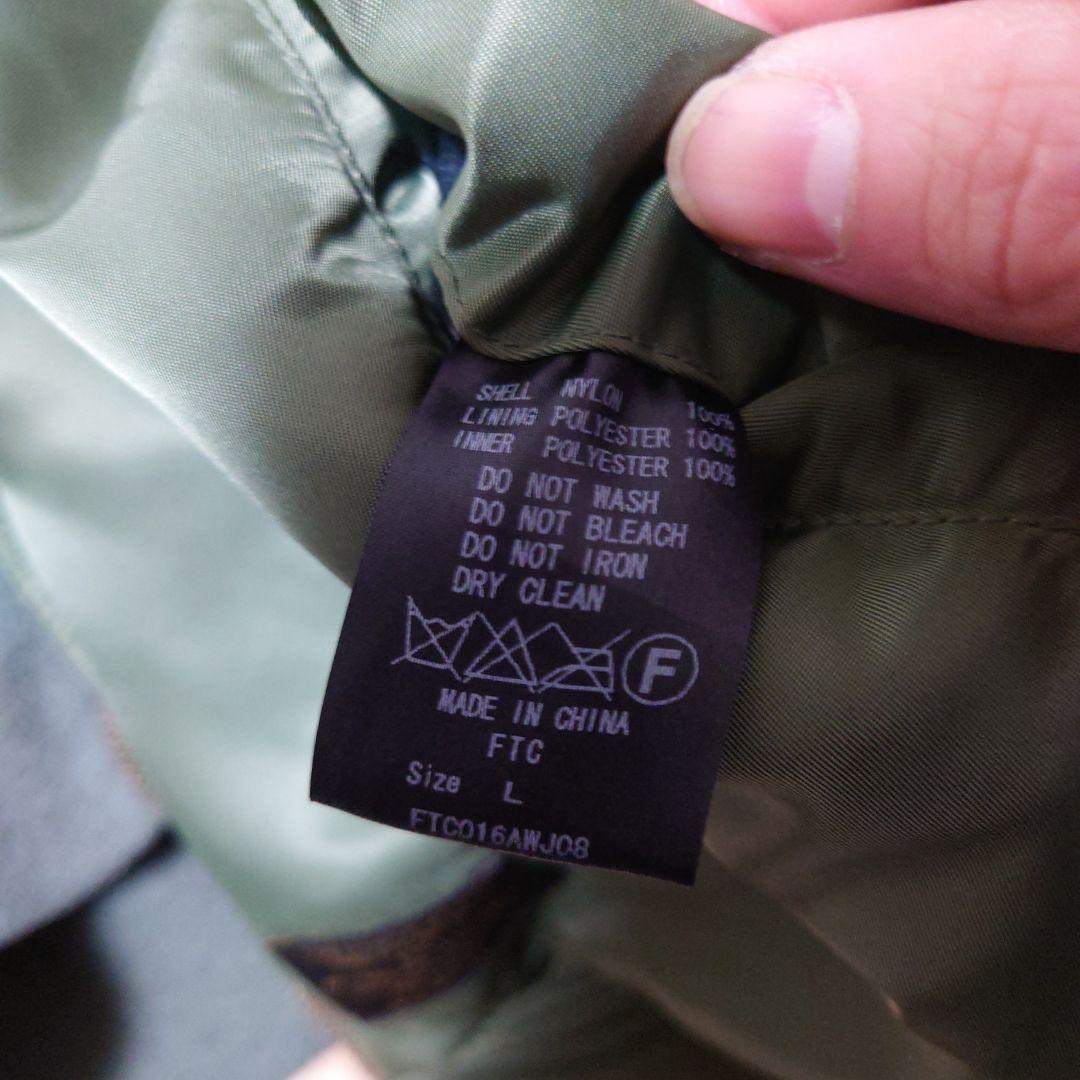 SHELL NYLON 100%
LINING POLYESTER 100%
INNER POLYESTER 100%
DO NOT WASH
DO NOT BLEACH
DO NOT IRON
DRY CLEAN
F
MADE IN CHINA
FTC
Size L
FTC016AWJ08